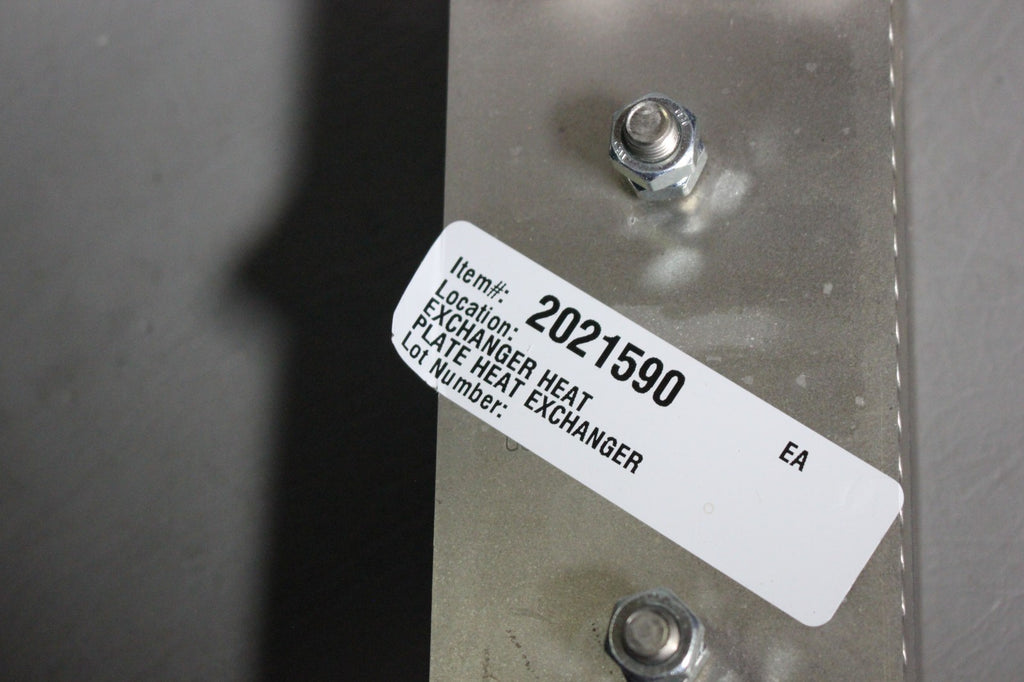 Item#: 2021590
Location:
EXCHANGER HEAT EA
PLATE HEAT EXCHANGER
Lot Number: